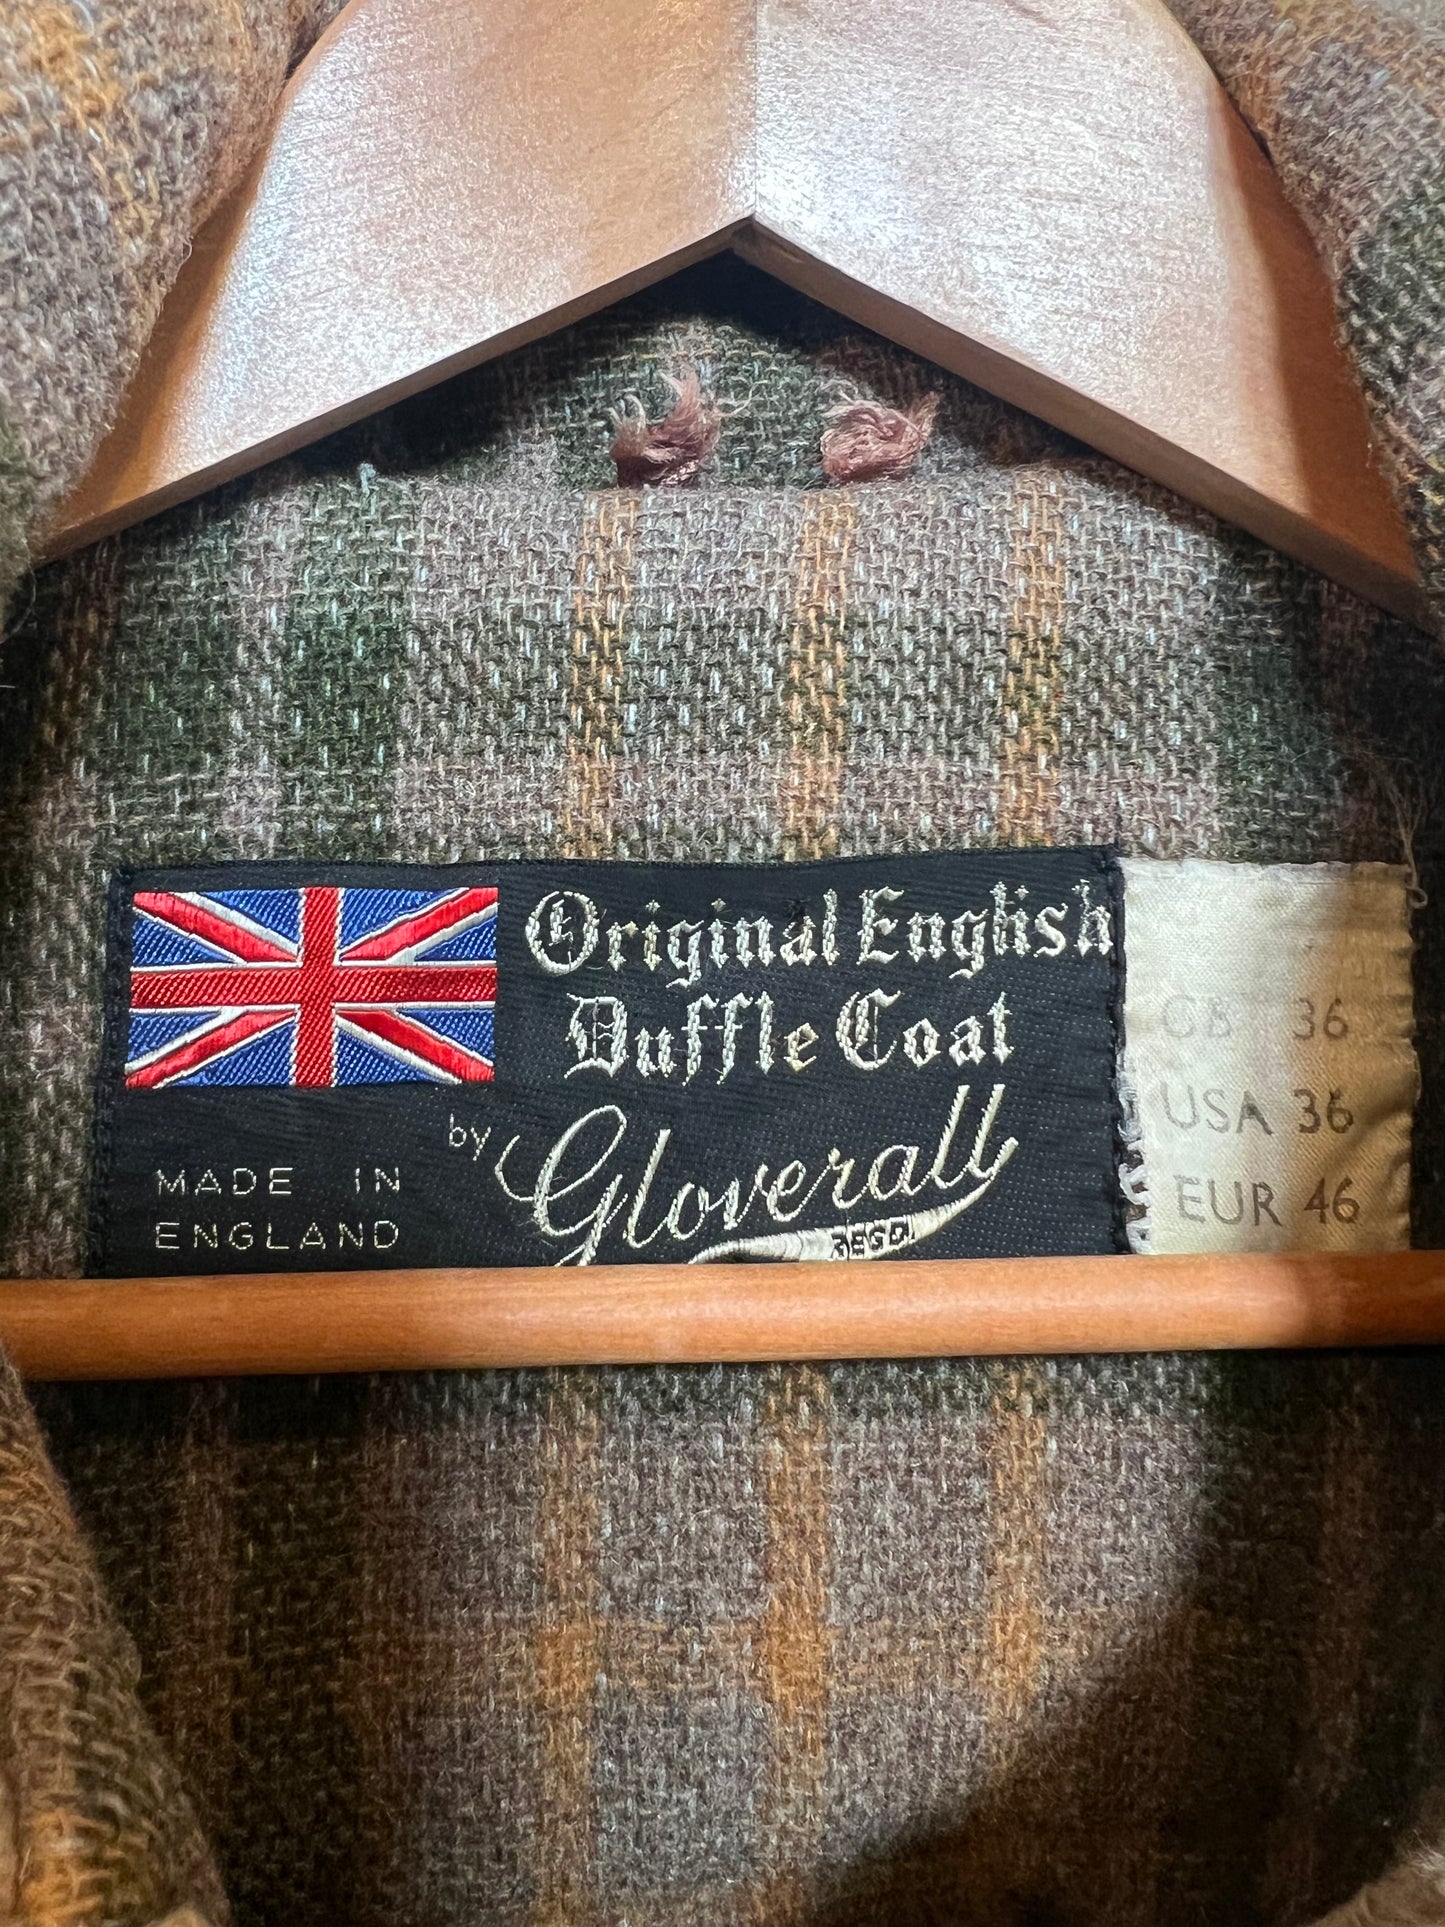 Original English
Duffle Coat
by Gloverall
REGD.
MADE IN
ENGLAND
GB 36
USA 36
EUR 46